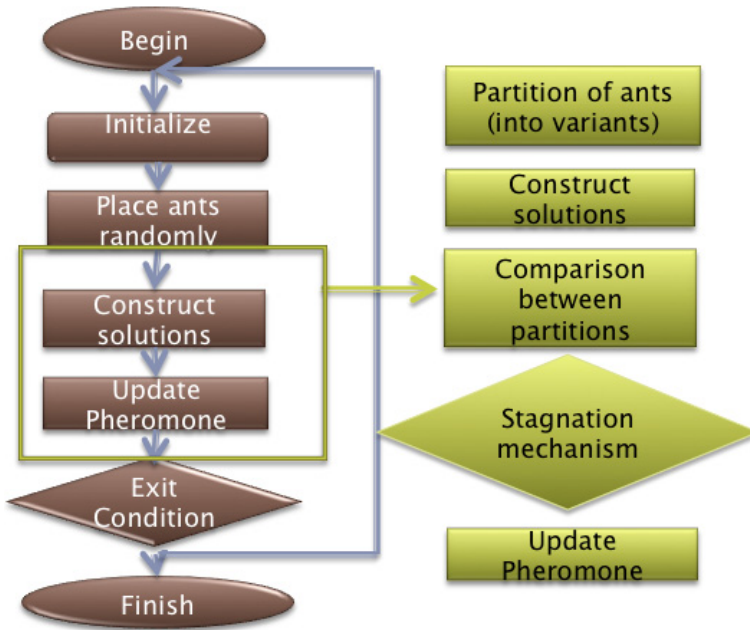 Begin
Initialize
Place ants
randomly
Construct
solutions
Update
Pheromone
Exit
Condition
Finish
Partition of ants
(into variants)
Construct
solutions
Comparison
between
partitions
Stagnation
mechanism
Update
Pheromone